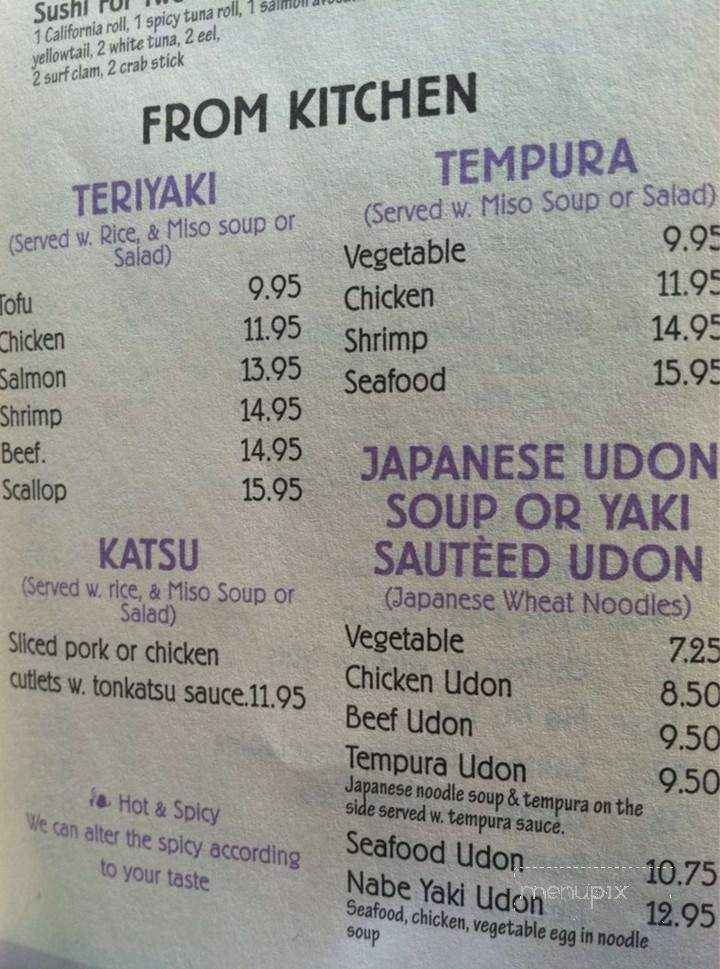 Sushi For
1 California roll, 1 spicy tuna roll, 1 salmon
yellowtail, 2 white tuna, 2 eel,
2 surf clam, 2 crab stick
FROM KITCHEN
TERIYAKI
(Served w. Rice, & Miso soup or
Salad)
Tofu 9.95
Chicken 11.95
Salmon 13.95
Shrimp 14.95
Beef. 14.95
Scallop 15.95
KATSU
(Served w. rice, & Miso Soup or
Salad)
Sliced pork or chicken
cutlets w. tonkatsu sauce.11.95
Hot & Spicy
We can alter the spicy according
to your taste
TEMPURA
(Served w. Miso Soup or Salad)
Vegetable 9.95
Chicken 11.95
Shrimp 14.95
Seafood 15.95
JAPANESE UDON
SOUP OR YAKI
SAUTÈED UDON
(Japanese Wheat Noodles)
Vegetable 7.25
Chicken Udon 8.50
Beef Udon 9.50
Tempura Udon 9.50
Japanese noodle soup & tempura on the
side served w. tempura sauce.
Seafood Udon 10.75
Nabe Yaki Udon 12.95
Seafood, chicken, vegetable egg in noodle
soup
menupix